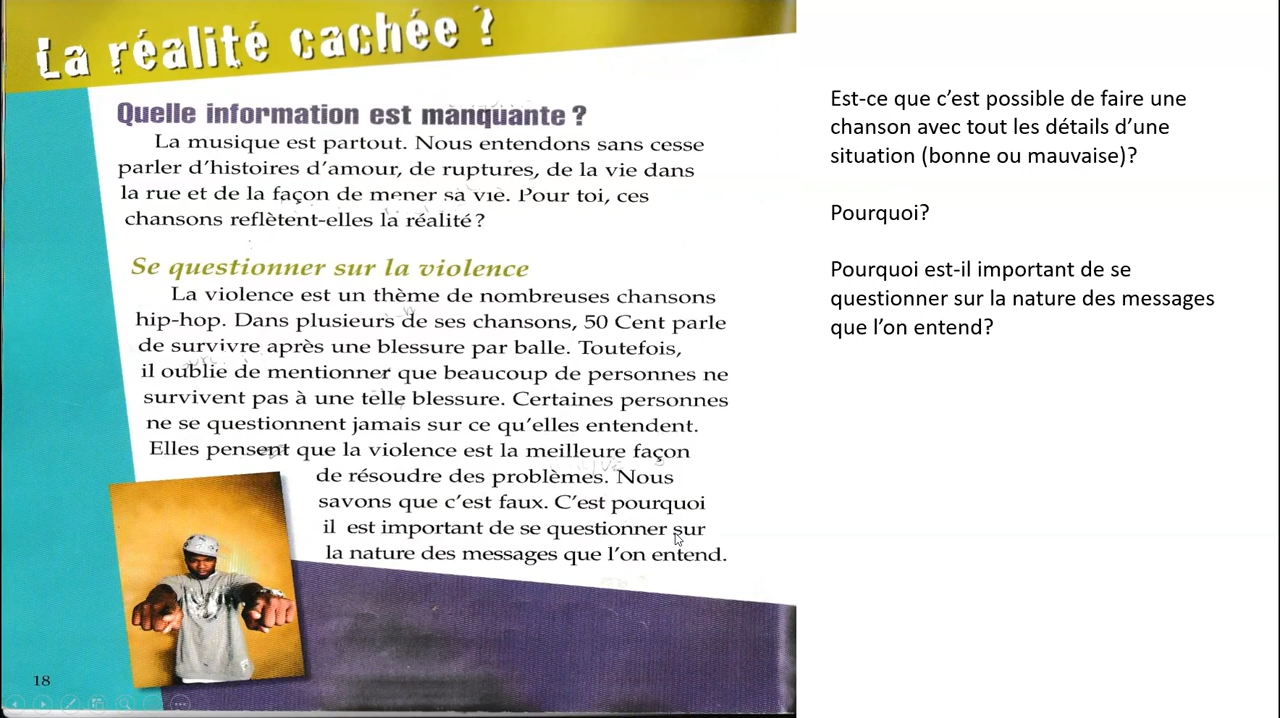 La réalité cachée ?
Quelle information est manquante ?
La musique est partout. Nous entendons sans cesse
parler d'histoires d'amour, de ruptures, de la vie dans
la rue et de la façon de mener sa vie. Pour toi, ces
chansons reflètent-elles la réalité ?
Se questionner sur la violence
La violence est un thème de nombreuses chansons
hip-hop. Dans plusieurs de ses chansons, 50 Cent parle
de survivre après une blessure par balle. Toutefois,
il oublie de mentionner que beaucoup de personnes ne
survivent pas à une telle blessure. Certaines personnes
ne se questionnent jamais sur ce qu'elles entendent.
Elles pensent que la violence est la meilleure façon
de résoudre des problèmes. Nous
savons que c'est faux. C'est pourquoi
il est important de se questionner sur
la nature des messages que l'on entend.
18
Est-ce que c'est possible de faire une
chanson avec tout les détails d'une
situation (bonne ou mauvaise)?
Pourquoi?
Pourquoi est-il important de se
questionner sur la nature des messages
que l'on entend?